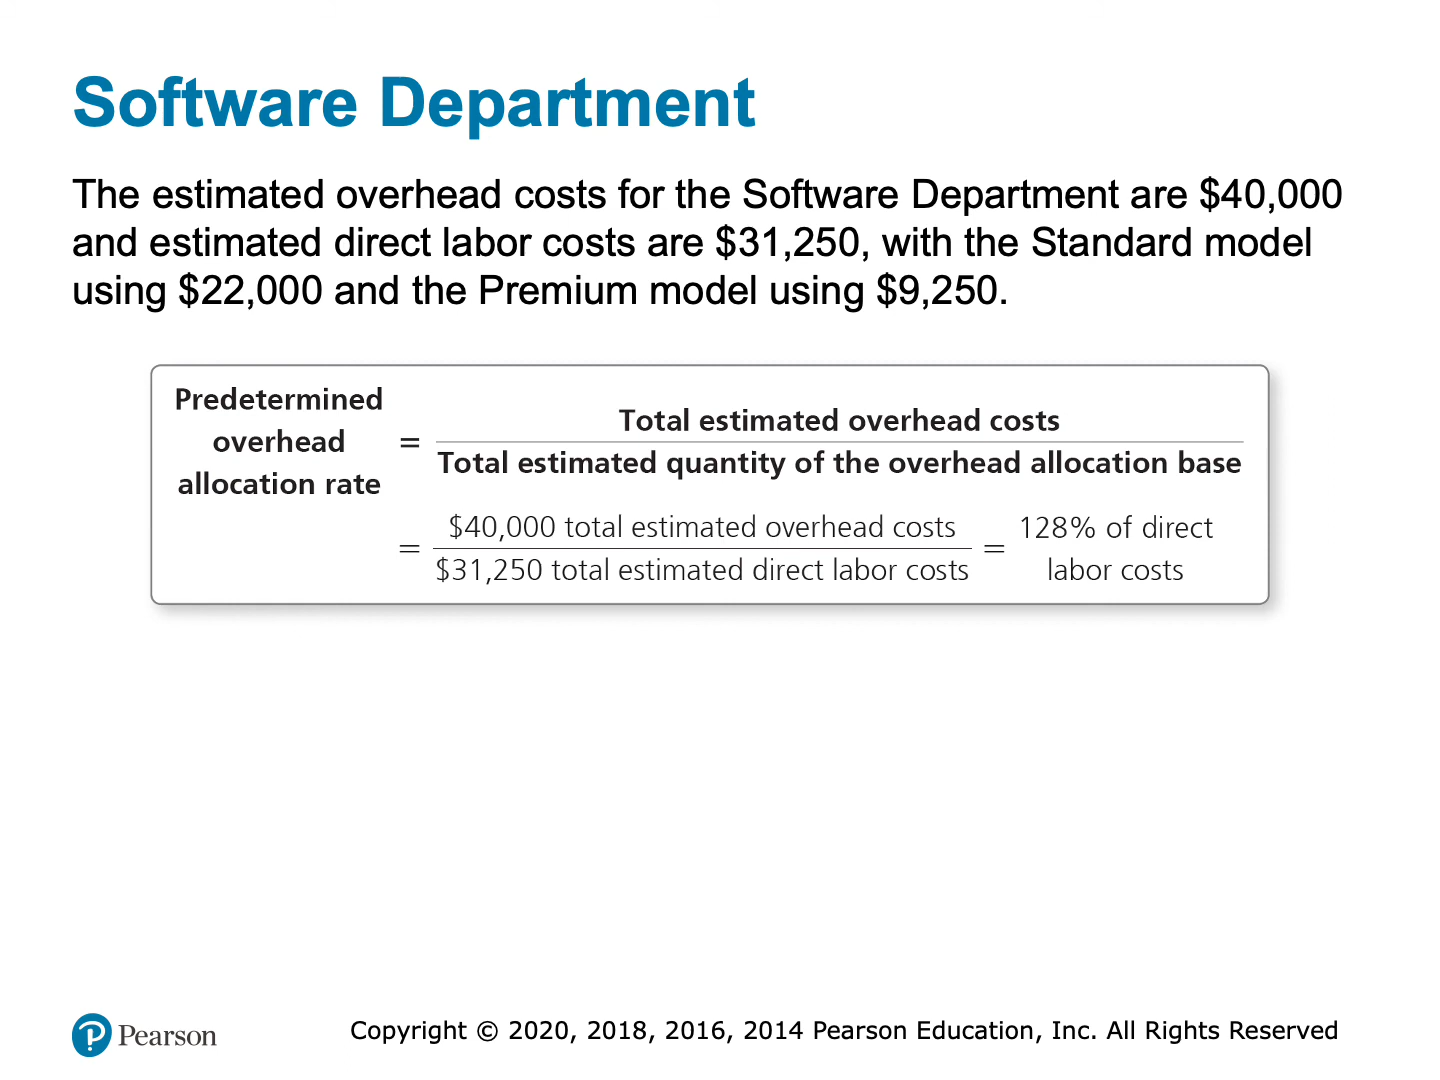 Software Department
The estimated overhead costs for the Software Department are $40,000
and estimated direct labor costs are $31,250, with the Standard model
using $22,000 and the Premium model using $9,250.
Predetermined
overhead
allocation rate
=
Total estimated overhead costs
Total estimated quantity of the overhead allocation base
=
$40,000 total estimated overhead costs
$31,250 total estimated direct labor costs
=
128% of direct
labor costs
Pearson
Copyright © 2020, 2018, 2016, 2014 Pearson Education, Inc. All Rights Reserved